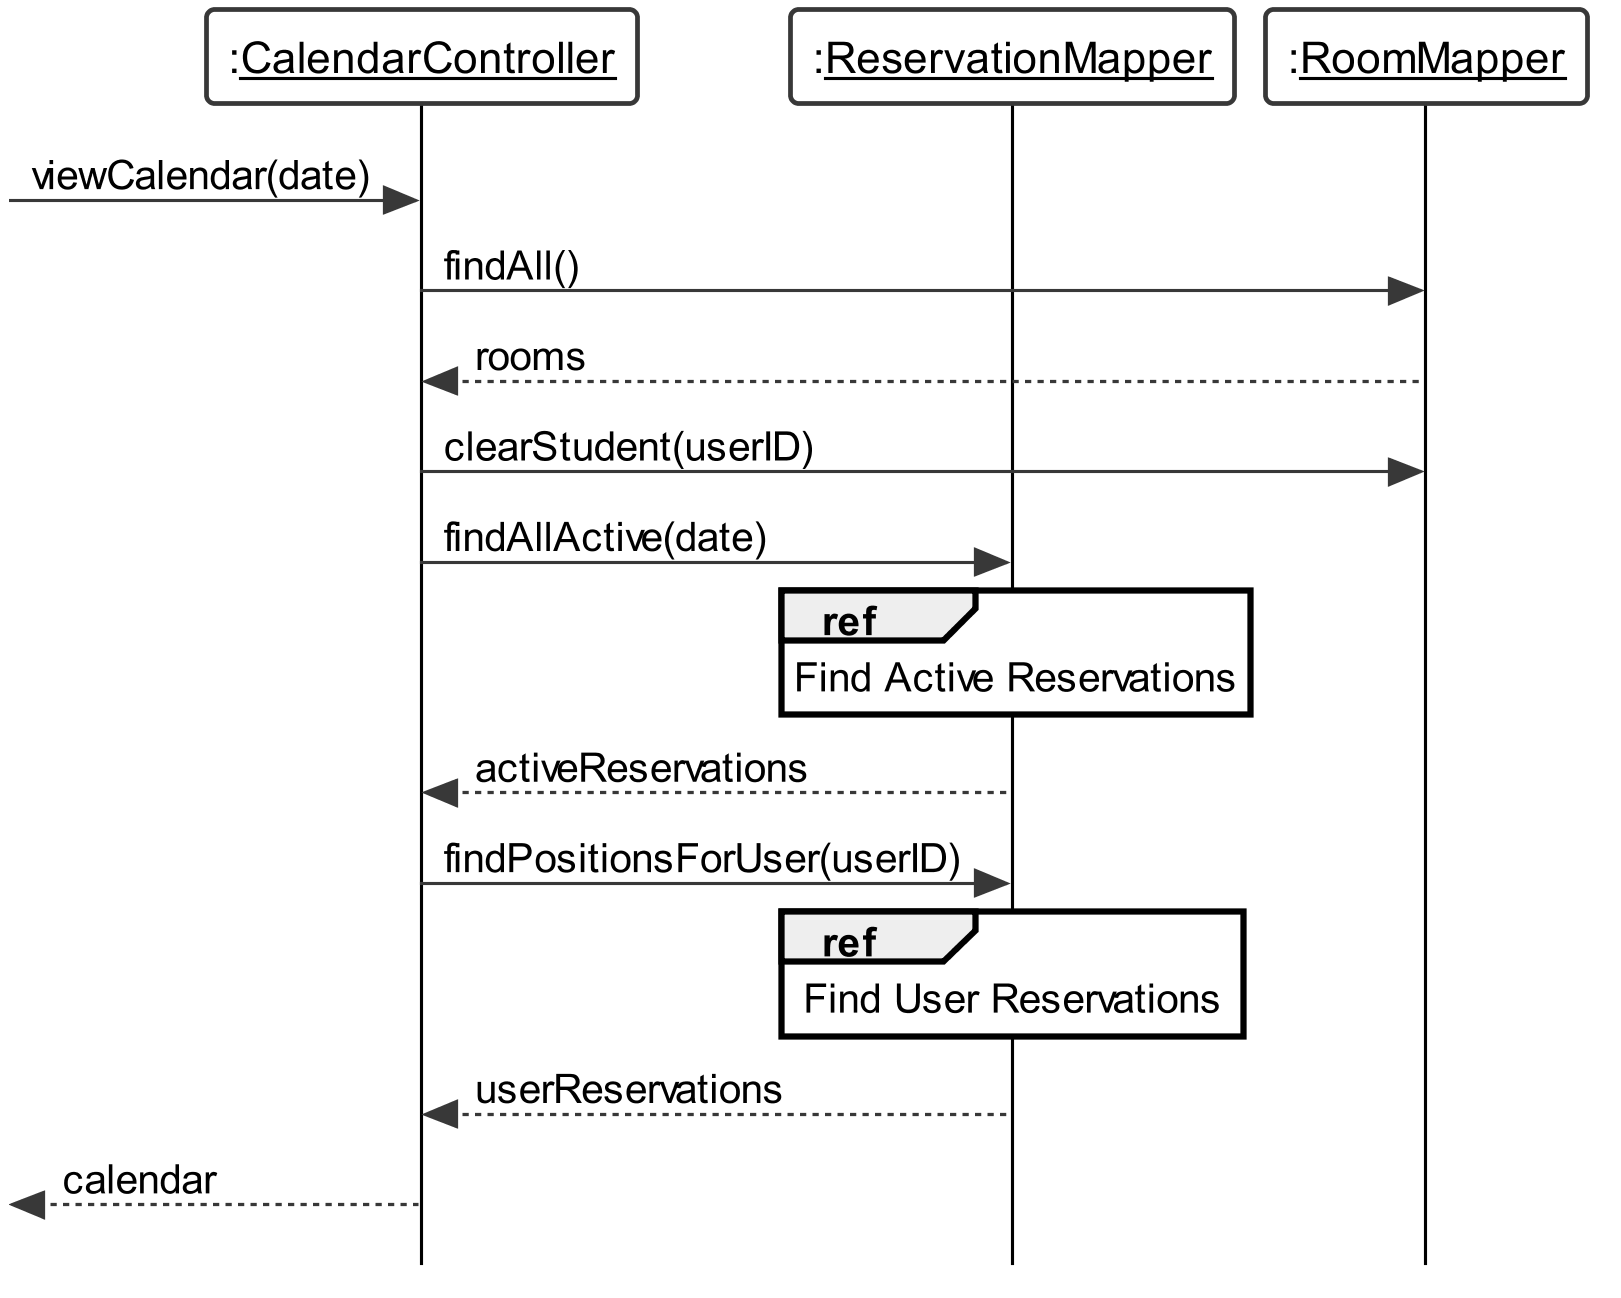 :CalendarController
:ReservationMapper
:RoomMapper
viewCalendar(date)
findAll()
rooms
clearStudent(userID)
findAllActive(date)
ref
Find Active Reservations
activeReservations
findPositionsForUser(userID)
ref
Find User Reservations
userReservations
calendar